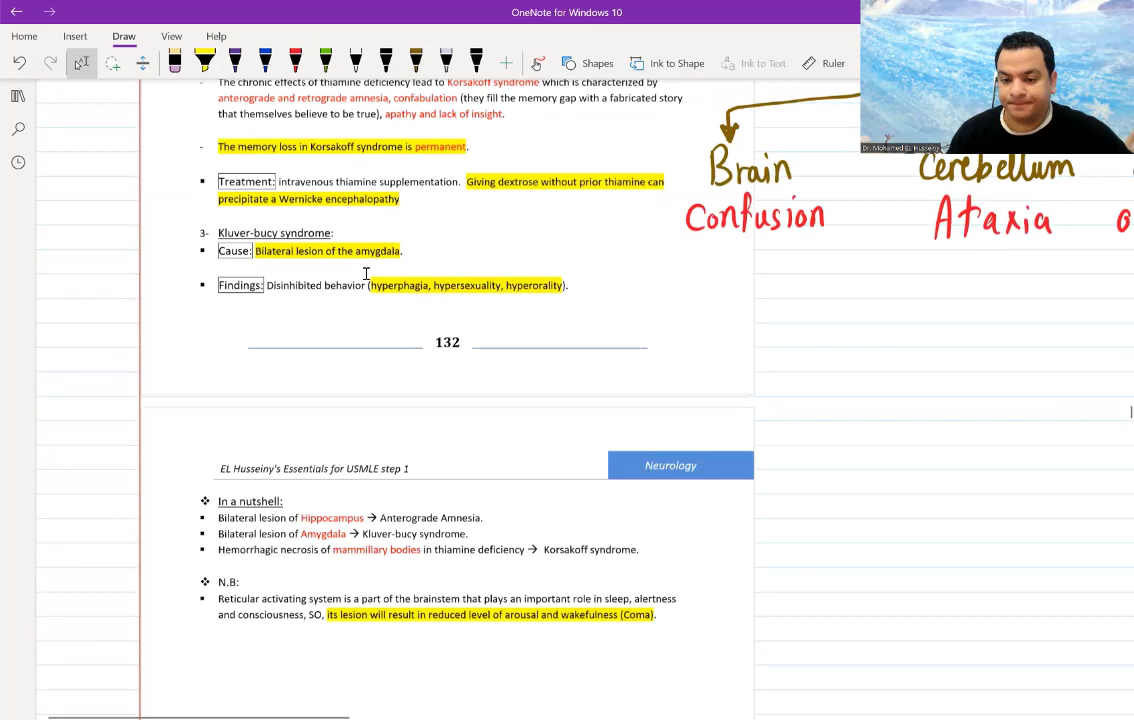 OneNote for Windows 10
Home Insert Draw View Help
Shapes Ink to Shape Ink to Text Ruler
Dr. Mohamed EL Husseiny
- The chronic effects of thiamine deficiency lead to Korsakoff syndrome which is characterized by
anterograde and retrograde amnesia, confabulation (they fill the memory gap with a fabricated story
that themselves believe to be true), apathy and lack of insight.
- The memory loss in Korsakoff syndrome is permanent.
Brain Cerebellum
▪ Treatment: intravenous thiamine supplementation. Giving dextrose without prior thiamine can
precipitate a Wernicke encephalopathy
Confusion Ataxia
3- Kluver-bucy syndrome:
▪ Cause: Bilateral lesion of the amygdala.
▪ Findings: Disinhibited behavior (hyperphagia, hypersexuality, hyperorality).
132
EL Husseiny's Essentials for USMLE step 1 Neurology
❖ In a nutshell:
▪ Bilateral lesion of Hippocampus → Anterograde Amnesia.
▪ Bilateral lesion of Amygdala → Kluver-bucy syndrome.
▪ Hemorrhagic necrosis of mammillary bodies in thiamine deficiency → Korsakoff syndrome.
❖ N.B:
▪ Reticular activating system is a part of the brainstem that plays an important role in sleep, alertness
and consciousness, SO, its lesion will result in reduced level of arousal and wakefulness (Coma).